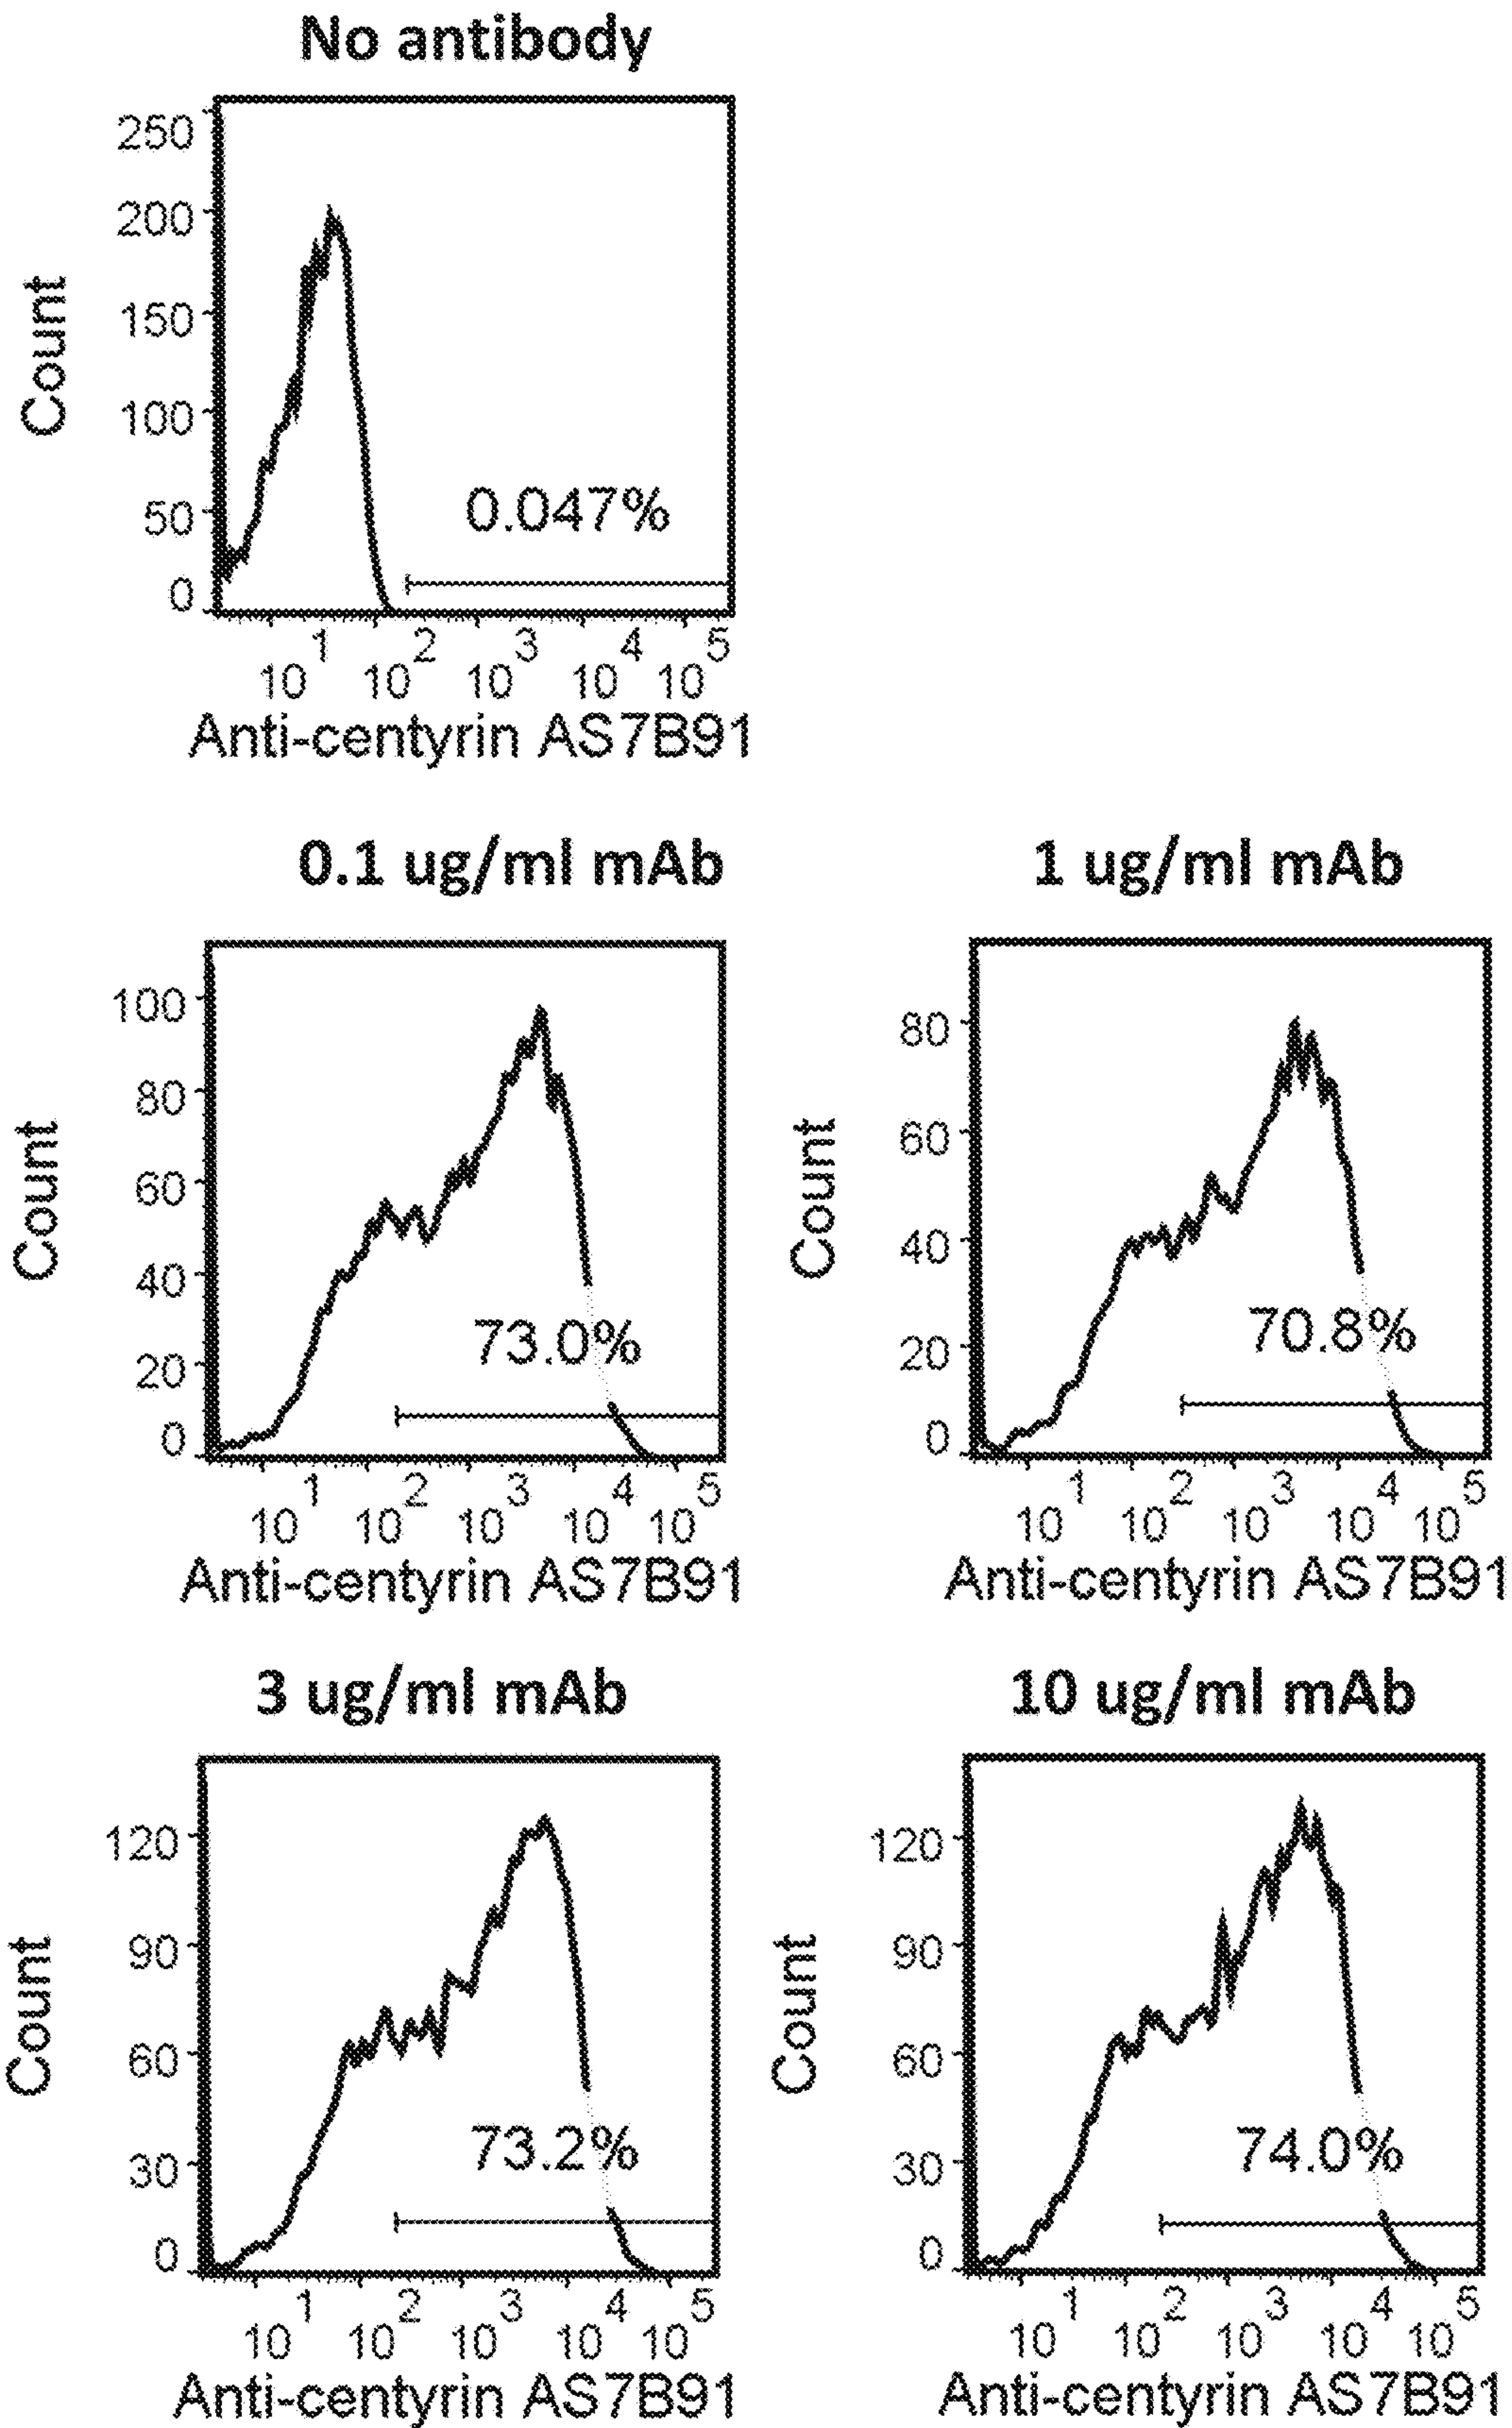 No antibody
250
200
150
100
50
0
Count
0.047%
10^1 10^2 10^3 10^4 10^5
Anti-centyrin AS7B91
0.1 ug/ml mAb
100
80
60
40
20
0
Count
73.0%
10^1 10^2 10^3 10^4 10^5
Anti-centyrin AS7B91
1 ug/ml mAb
80
60
40
20
0
Count
70.8%
10^1 10^2 10^3 10^4 10^5
Anti-centyrin AS7B91
3 ug/ml mAb
120
90
60
30
0
Count
73.2%
10^1 10^2 10^3 10^4 10^5
Anti-centyrin AS7B91
10 ug/ml mAb
120
90
60
30
0
Count
74.0%
10^1 10^2 10^3 10^4 10^5
Anti-centyrin AS7B91